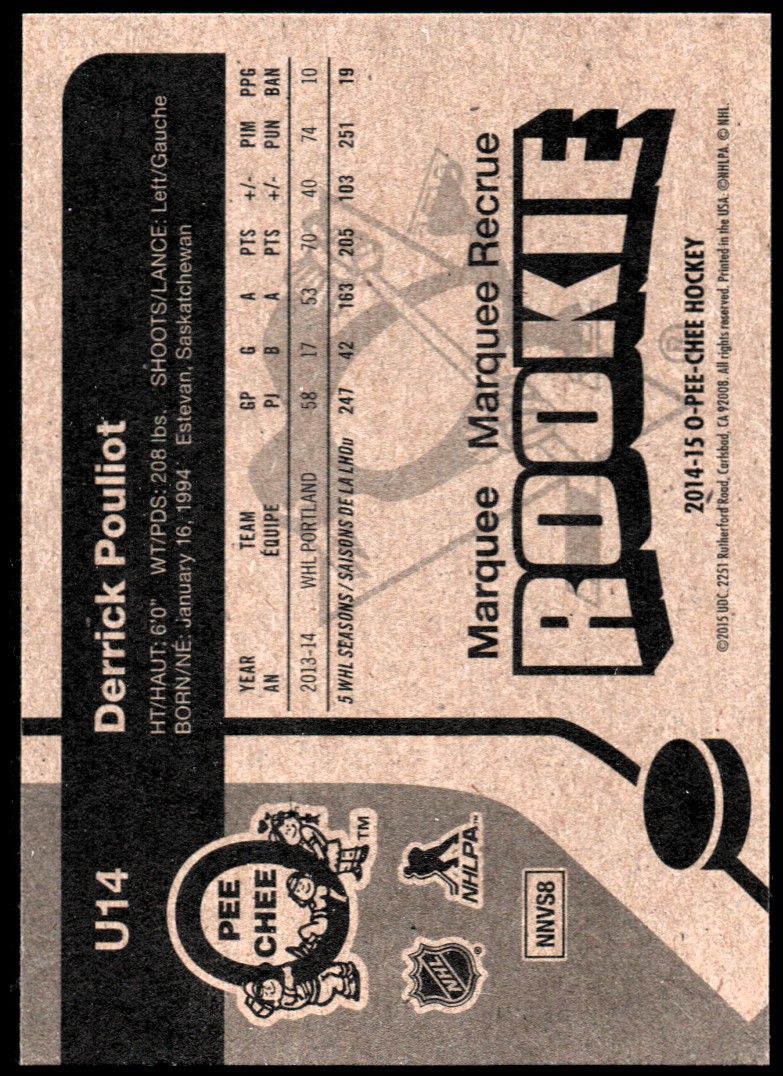 U14
Derrick Pouliot
HT/HAUT: 6'0" WT/PDS: 208 lbs. SHOOTS/LANCE: Left/Gauche
BORN/NÉ: January 16, 1994 Estevan, Saskatchewan
PEE
CHEE
TM
NHL
®
NHLPA™
NNVS8
YEAR TEAM GP G A PTS +/- PIM PPG
AN ÉQUIPE PJ B A PTS +/- PUN BAN
2013-14 WHL PORTLAND 58 17 53 70 40 74 10
5 WHL SEASONS / SAISONS DE LA LHOu 247 42 163 205 103 251 19
Marquee Marquee Recrue
ROOKIE
®
2014-15 O-PEE-CHEE HOCKEY
©2015 UDC. 2251 Rutherford Road, Carlsbad, CA 92008. All rights reserved. Printed in the USA. ©NHLPA. © NHL.